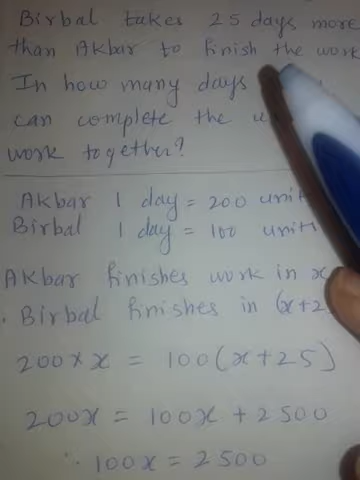 Birbal takes 25 days more
than Akbar to finish the work
In how many days
can complete the
work together?
Akbar 1 day = 200 units
Birbal 1 day = 100 units
Akbar finishes work in x
. Birbal finishes in (x+2
200 × x = 100(x+25)
200x = 100x + 2500
∴ 100x = 2500